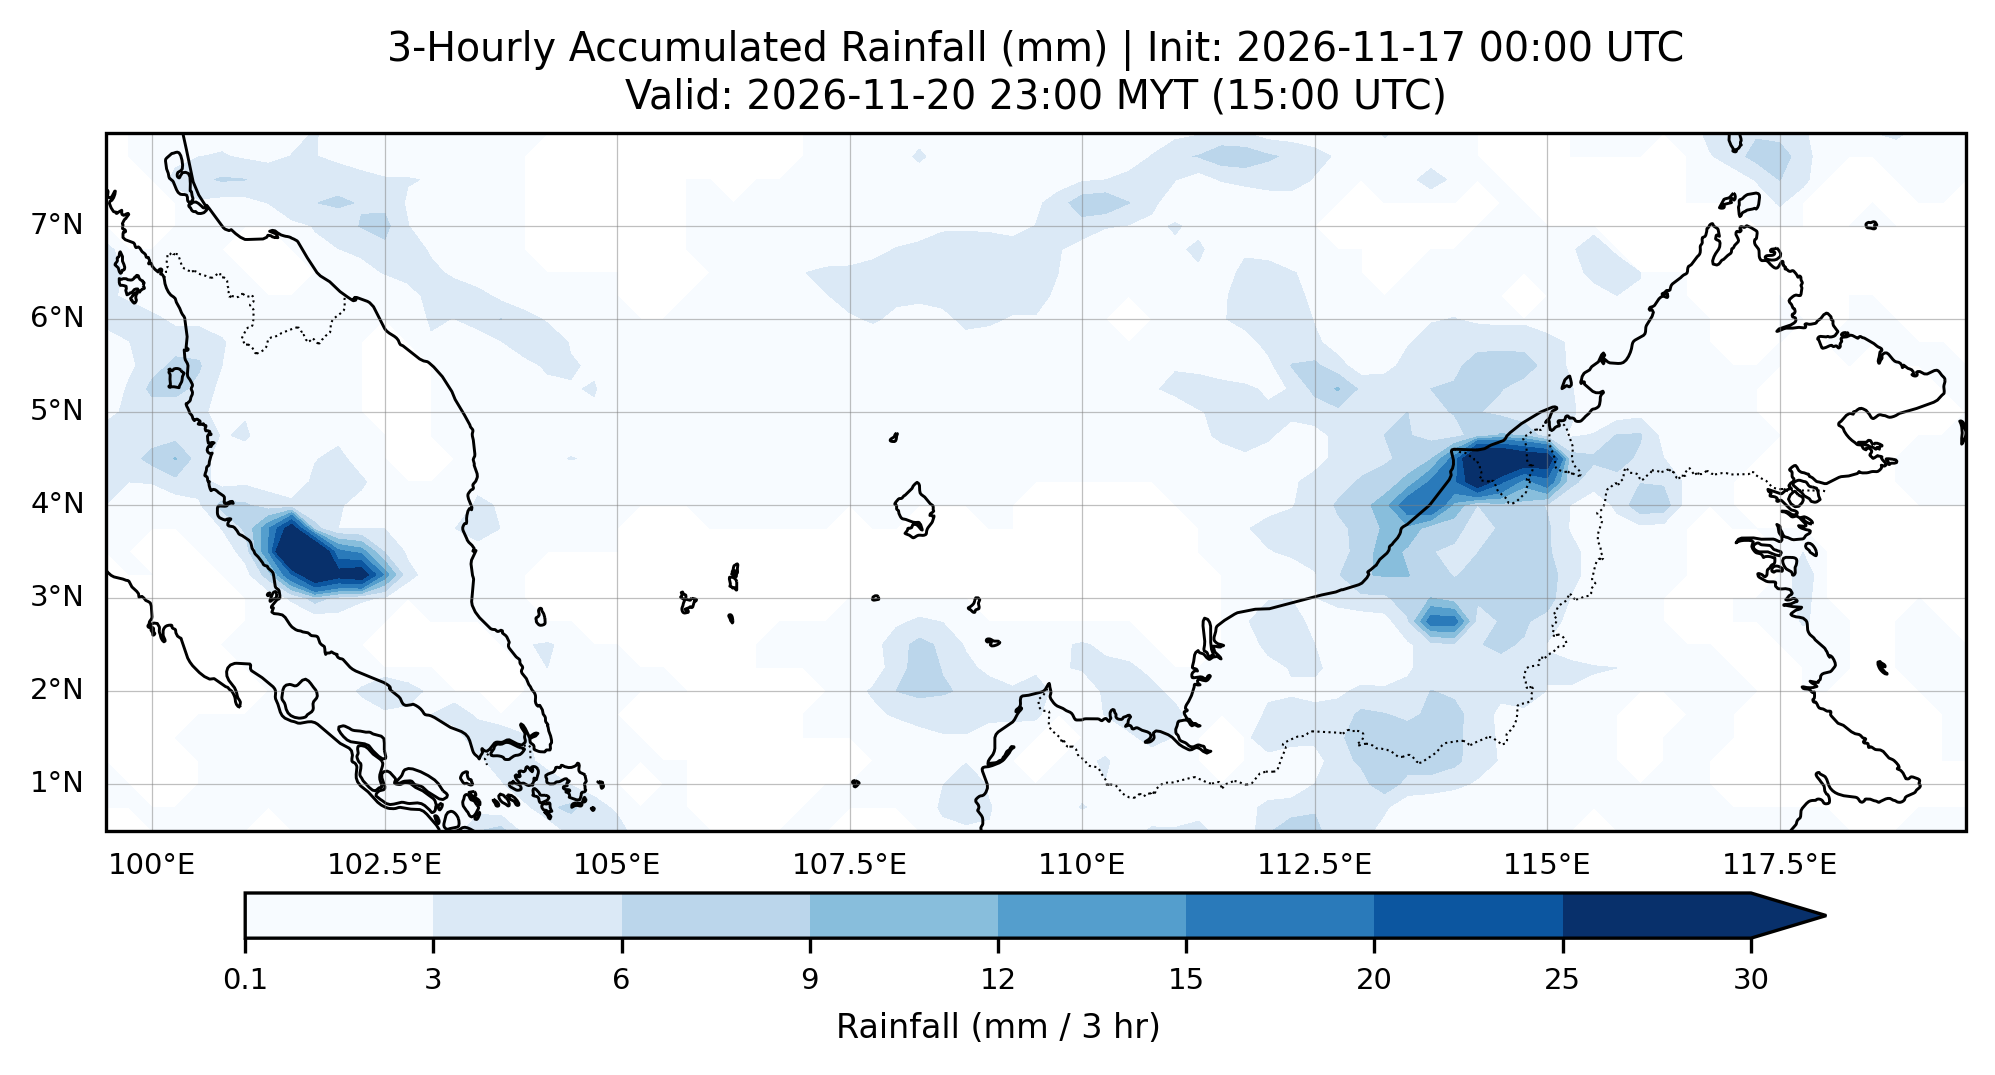 3-Hourly Accumulated Rainfall (mm) | Init: 2026-11-17 00:00 UTC
Valid: 2026-11-20 23:00 MYT (15:00 UTC)
7°N
6°N
5°N
4°N
3°N
2°N
1°N
100°E 102.5°E 105°E 107.5°E 110°E 112.5°E 115°E 117.5°E
0.1 3 6 9 12 15 20 25 30
Rainfall (mm / 3 hr)